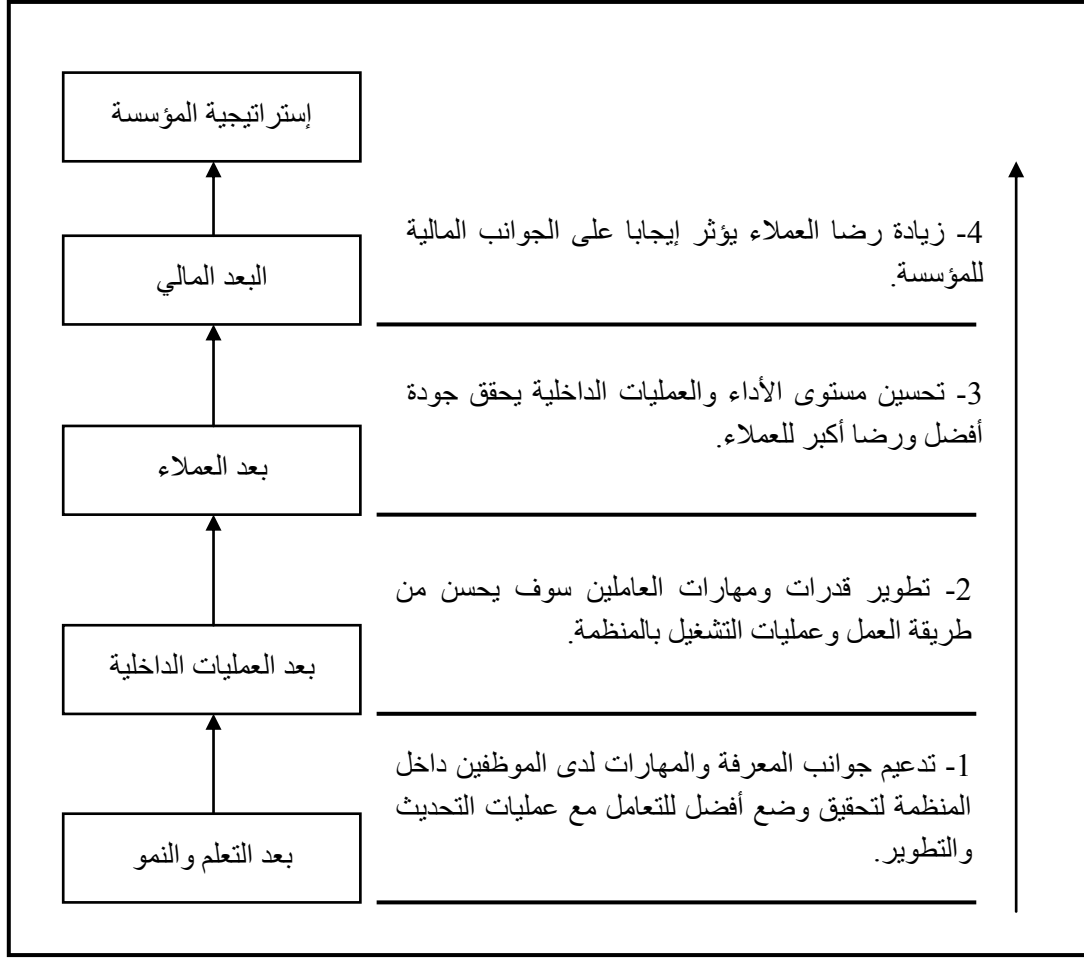 إستراتيجية المؤسسة
4- زيادة رضا العملاء يؤثر إيجابا على الجوانب المالية
للمؤسسة.
البعد المالي
3- تحسين مستوى الأداء والعمليات الداخلية يحقق جودة
أفضل ورضا أكبر للعملاء.
بعد العملاء
2- تطوير قدرات ومهارات العاملين سوف يحسن من
طريقة العمل وعمليات التشغيل بالمنظمة.
بعد العمليات الداخلية
1- تدعيم جوانب المعرفة والمهارات لدى الموظفين داخل
المنظمة لتحقيق وضع أفضل للتعامل مع عمليات التحديث
والتطوير.
بعد التعلم والنمو